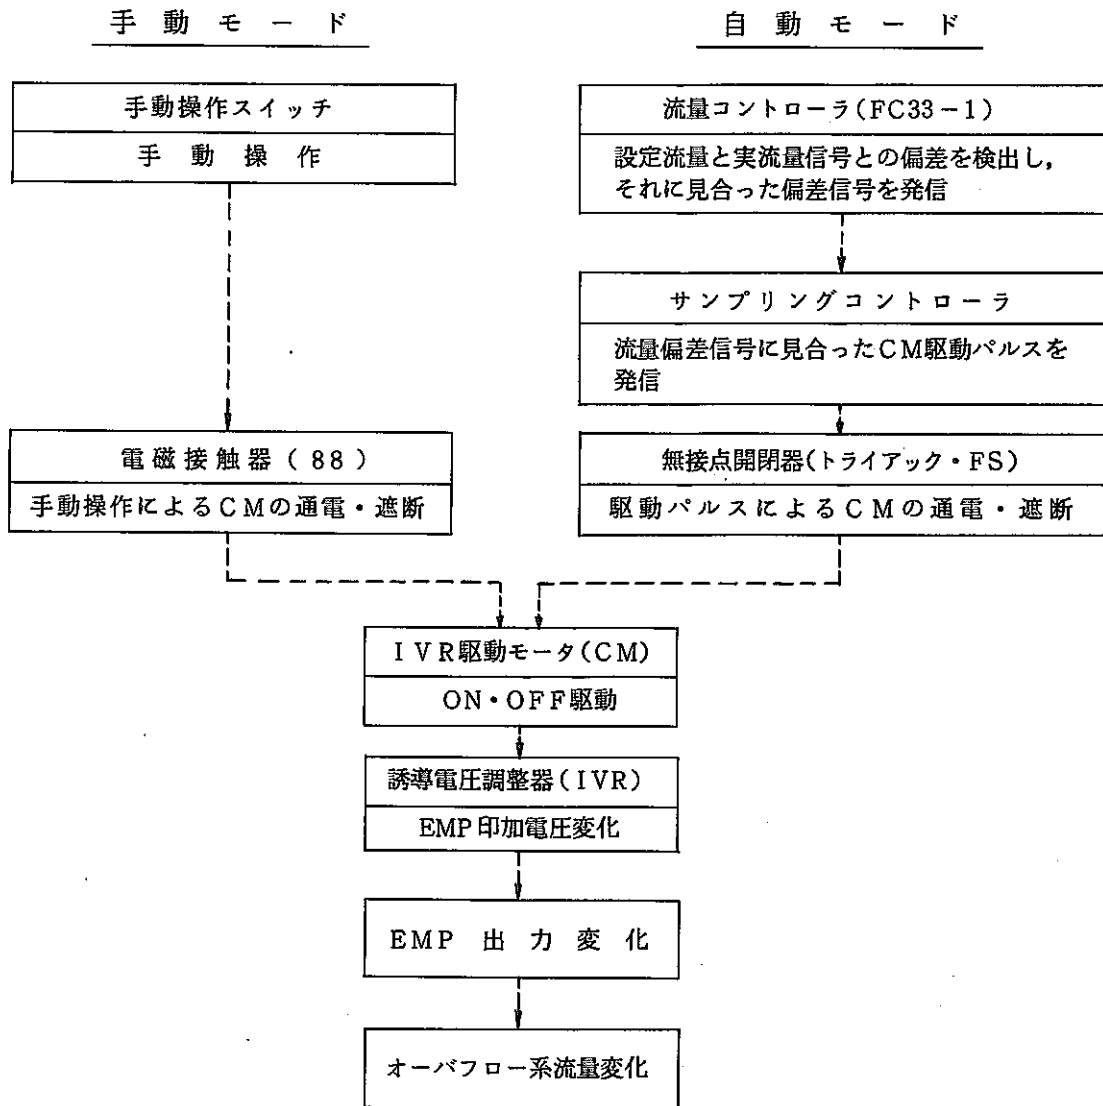 手動モード
手動操作スイッチ
手動操作
電磁接触器(88)
手動操作によるCMの通電・遮断
自動モード
流量コントローラ(FC33-1)
設定流量と実流量信号との偏差を検出し,
それに見合った偏差信号を発信
サンプリングコントローラ
流量偏差信号に見合ったCM駆動パルスを
発信
無接点開閉器(トライアック・FS)
駆動パルスによるCMの通電・遮断
IVR駆動モータ(CM)
ON・OFF駆動
誘導電圧調整器(IVR)
EMP印加電圧変化
EMP出力変化
オーバフロー系流量変化